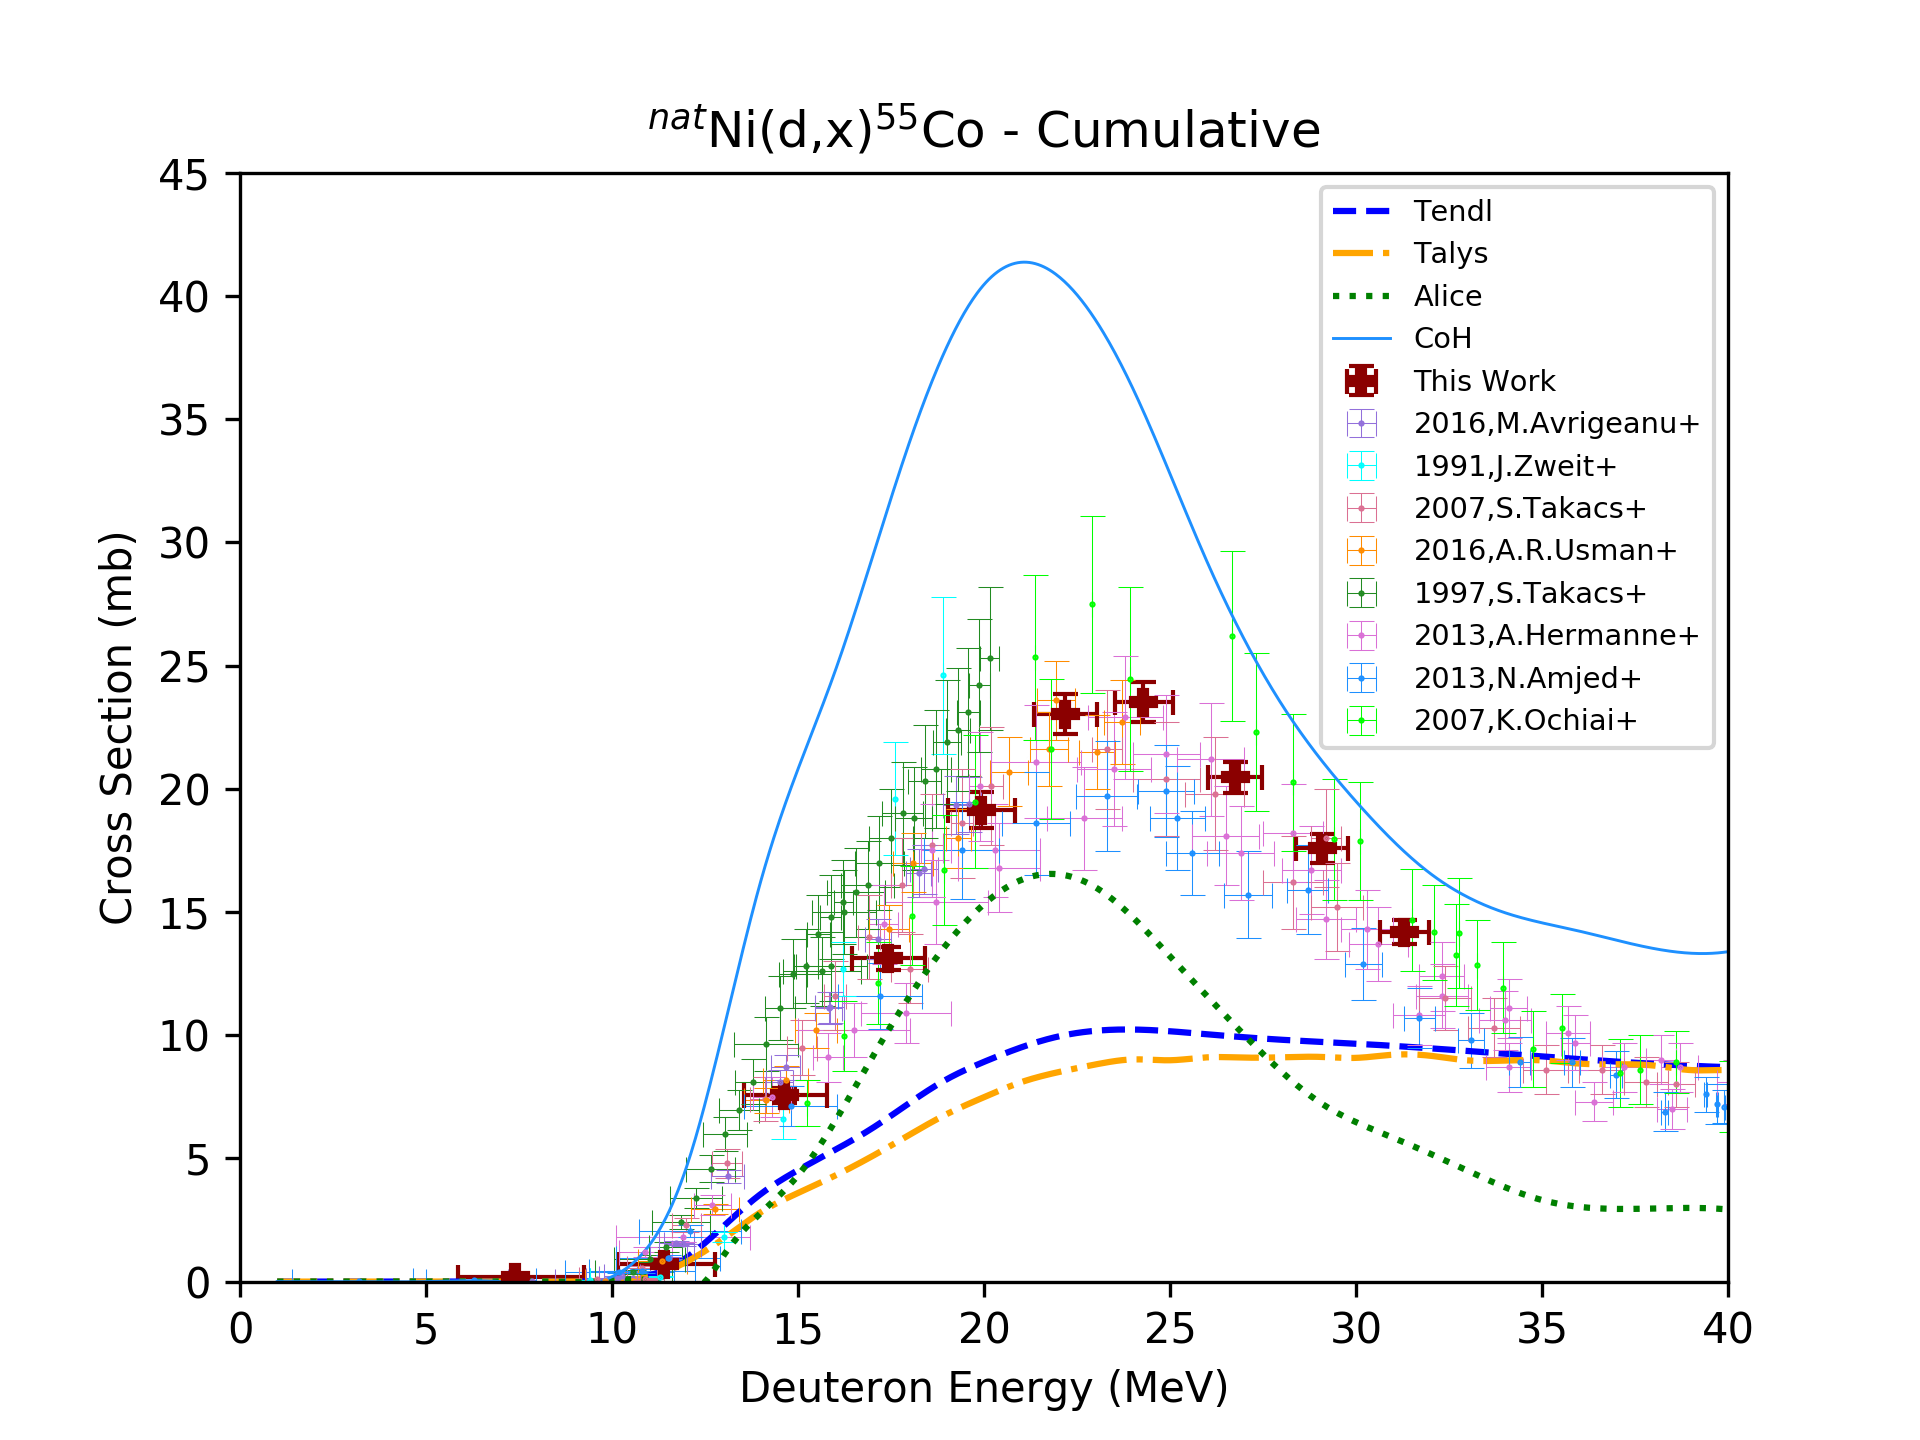 natNi(d,x)55Co - Cumulative
45
40
35
30
25
20
15
10
5
0
Cross Section (mb)
Tendl
Talys
Alice
CoH
This Work
2016,M.Avrigeanu+
1991,J.Zweit+
2007,S.Takacs+
2016,A.R.Usman+
1997,S.Takacs+
2013,A.Hermanne+
2013,N.Amjed+
2007,K.Ochiai+
0 5 10 15 20 25 30 35 40
Deuteron Energy (MeV)